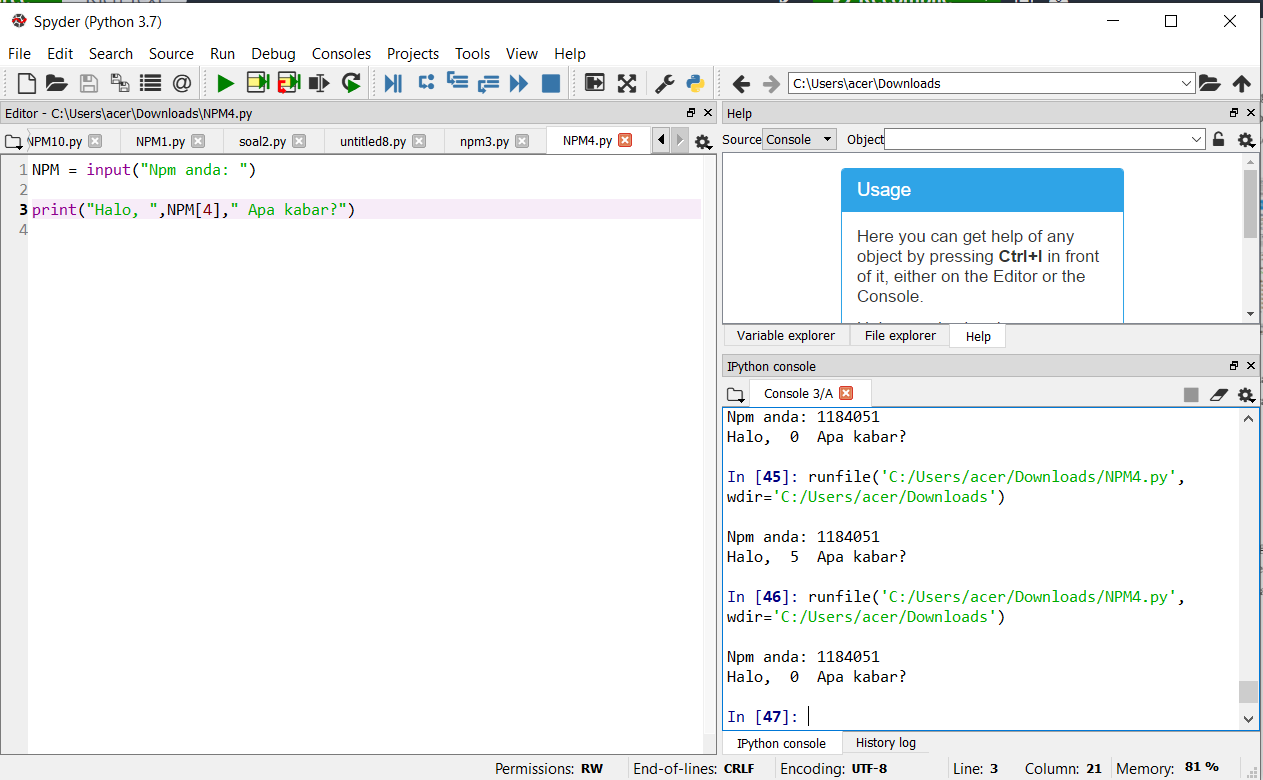 Spyder (Python 3.7)
File Edit Search Source Run Debug Consoles Projects Tools View Help
C:\Users\acer\Downloads
Editor - C:\Users\acer\Downloads\NPM4.py
NPM10.py NPM1.py soal2.py untitled8.py npm3.py NPM4.py
1 NPM = input("Npm anda: ")
2
3 print("Halo, ",NPM[4]," Apa kabar?")
4
Help
Source Console Object
Usage
Here you can get help of any
object by pressing Ctrl+I in front
of it, either on the Editor or the
Console.
Variable explorer File explorer Help
IPython console
Console 3/A
Npm anda: 1184051
Halo,  0  Apa kabar?
In [45]: runfile('C:/Users/acer/Downloads/NPM4.py',
wdir='C:/Users/acer/Downloads')
Npm anda: 1184051
Halo,  5  Apa kabar?
In [46]: runfile('C:/Users/acer/Downloads/NPM4.py',
wdir='C:/Users/acer/Downloads')
Npm anda: 1184051
Halo,  0  Apa kabar?
In [47]:
IPython console History log
Permissions: RW End-of-lines: CRLF Encoding: UTF-8 Line: 3 Column: 21 Memory: 81 %